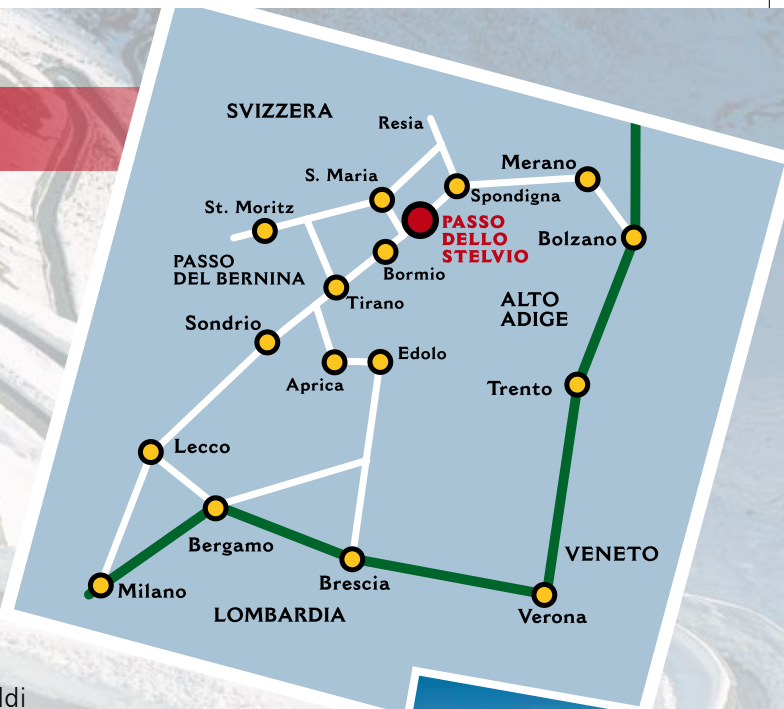 SVIZZERA
Resia
Merano
S. Maria
Spondigna
St. Moritz
PASSO
DELLO
STELVIO
Bolzano
PASSO
DEL BERNINA
Bormio
Tirano
ALTO
ADIGE
Sondrio
Edolo
Aprica
Trento
Lecco
Bergamo
VENETO
Brescia
Milano
LOMBARDIA
Verona
ldi